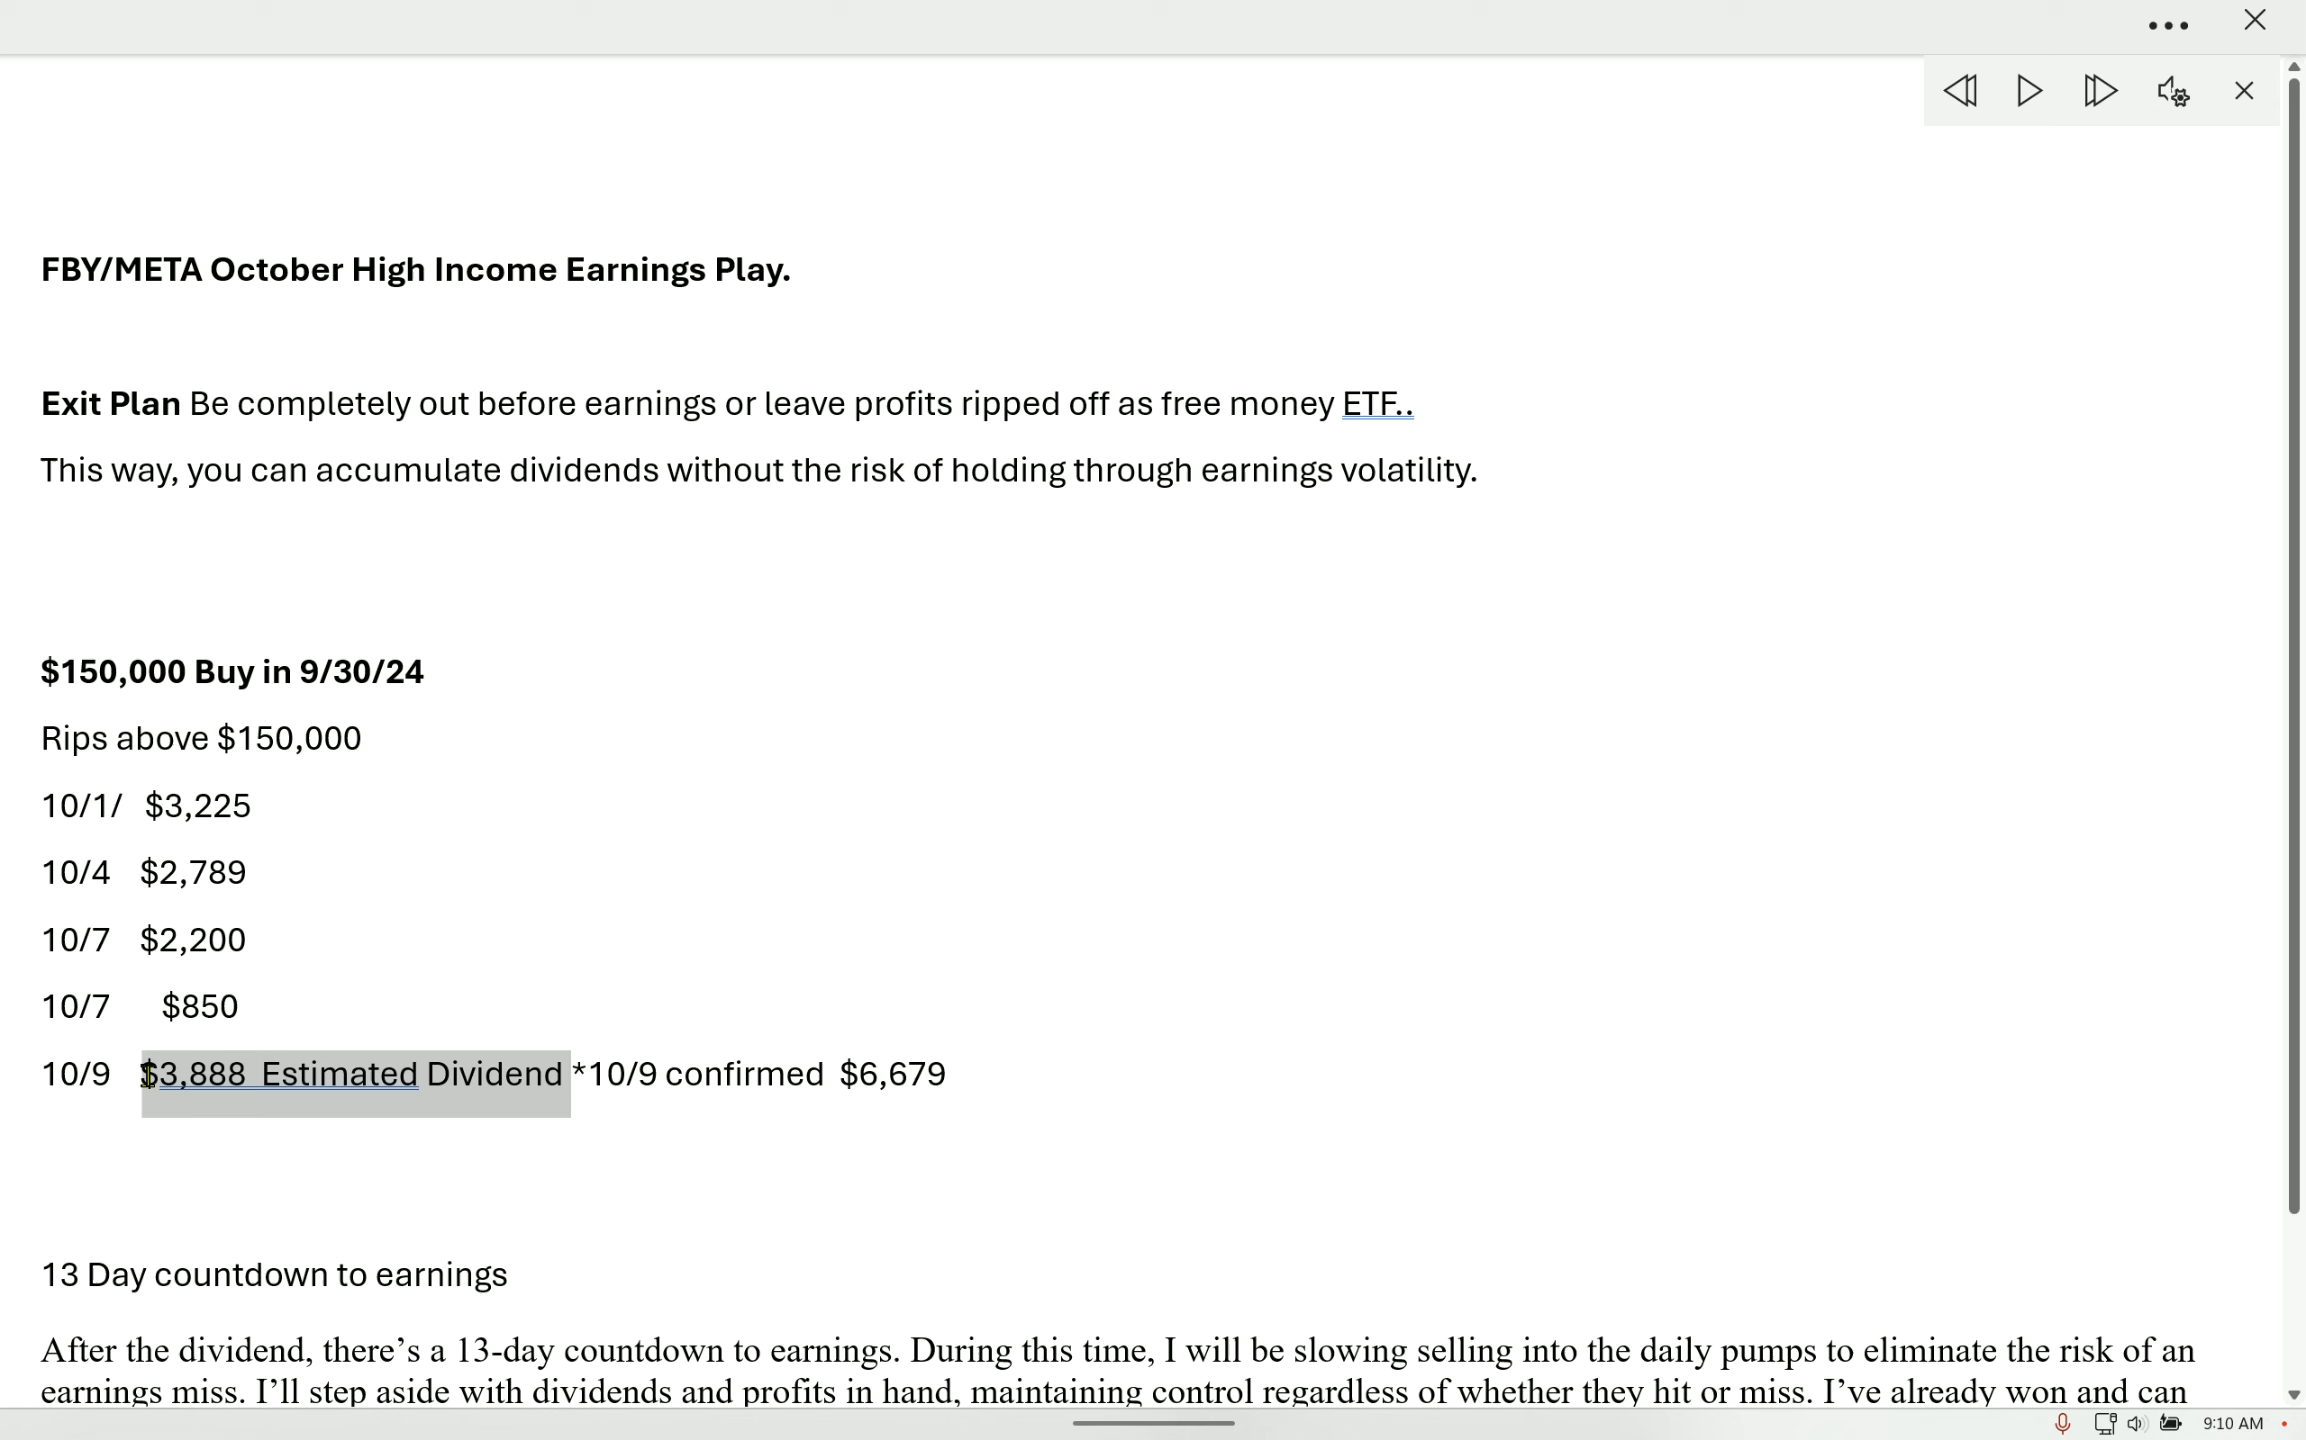 FBY/META October High Income Earnings Play.
Exit Plan Be completely out before earnings or leave profits ripped off as free money ETF..
This way, you can accumulate dividends without the risk of holding through earnings volatility.
$150,000 Buy in 9/30/24
Rips above $150,000
10/1/ $3,225
10/4 $2,789
10/7 $2,200
10/7 $850
10/9 $3,888 Estimated Dividend *10/9 confirmed $6,679
13 Day countdown to earnings
After the dividend, there’s a 13-day countdown to earnings. During this time, I will be slowing selling into the daily pumps to eliminate the risk of an
earnings miss. I’ll step aside with dividends and profits in hand, maintaining control regardless of whether they hit or miss. I’ve already won and can
9:10 AM